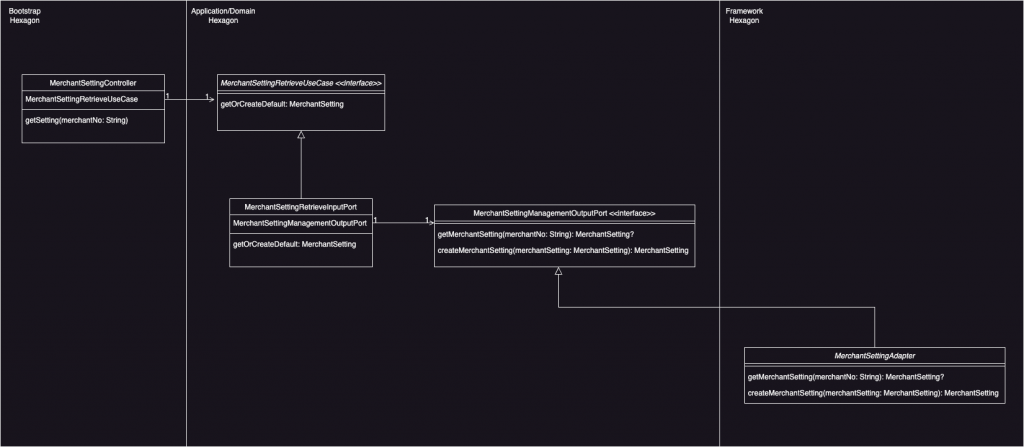 Bootstrap
Hexagon
Application/Domain
Hexagon
Framework
Hexagon
MerchantSettingController
MerchantSettingRetrieveUseCase
getSetting(merchantNo: String)
1
1
MerchantSettingRetrieveUseCase <<Interface>>
getOrCreateDefault: MerchantSetting
MerchantSettingRetrieveInputPort
MerchantSettingManagementOutputPort
getOrCreateDefault: MerchantSetting
1
1
MerchantSettingManagementOutputPort <<interface>>
getMerchantSetting(merchantNo: String): MerchantSetting?
createMerchantSetting(merchantSetting: MerchantSetting): MerchantSetting
MerchantSettingAdapter
getMerchantSetting(merchantNo: String): MerchantSetting?
createMerchantSetting(merchantSetting: MerchantSetting): MerchantSetting